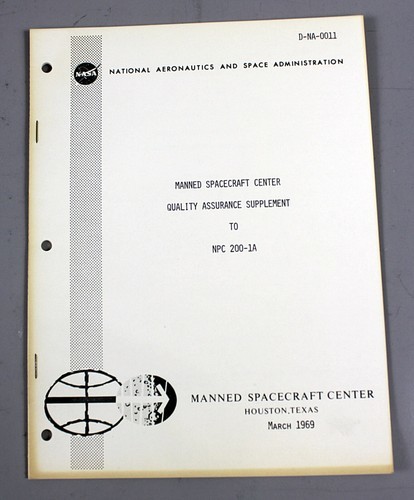 D-NA-0011
NASA
NATIONAL AERONAUTICS AND SPACE ADMINISTRATION
MANNED SPACECRAFT CENTER
QUALITY ASSURANCE SUPPLEMENT
TO
NPC 200-1A
MANNED SPACECRAFT CENTER
HOUSTON, TEXAS
MARCH 1969